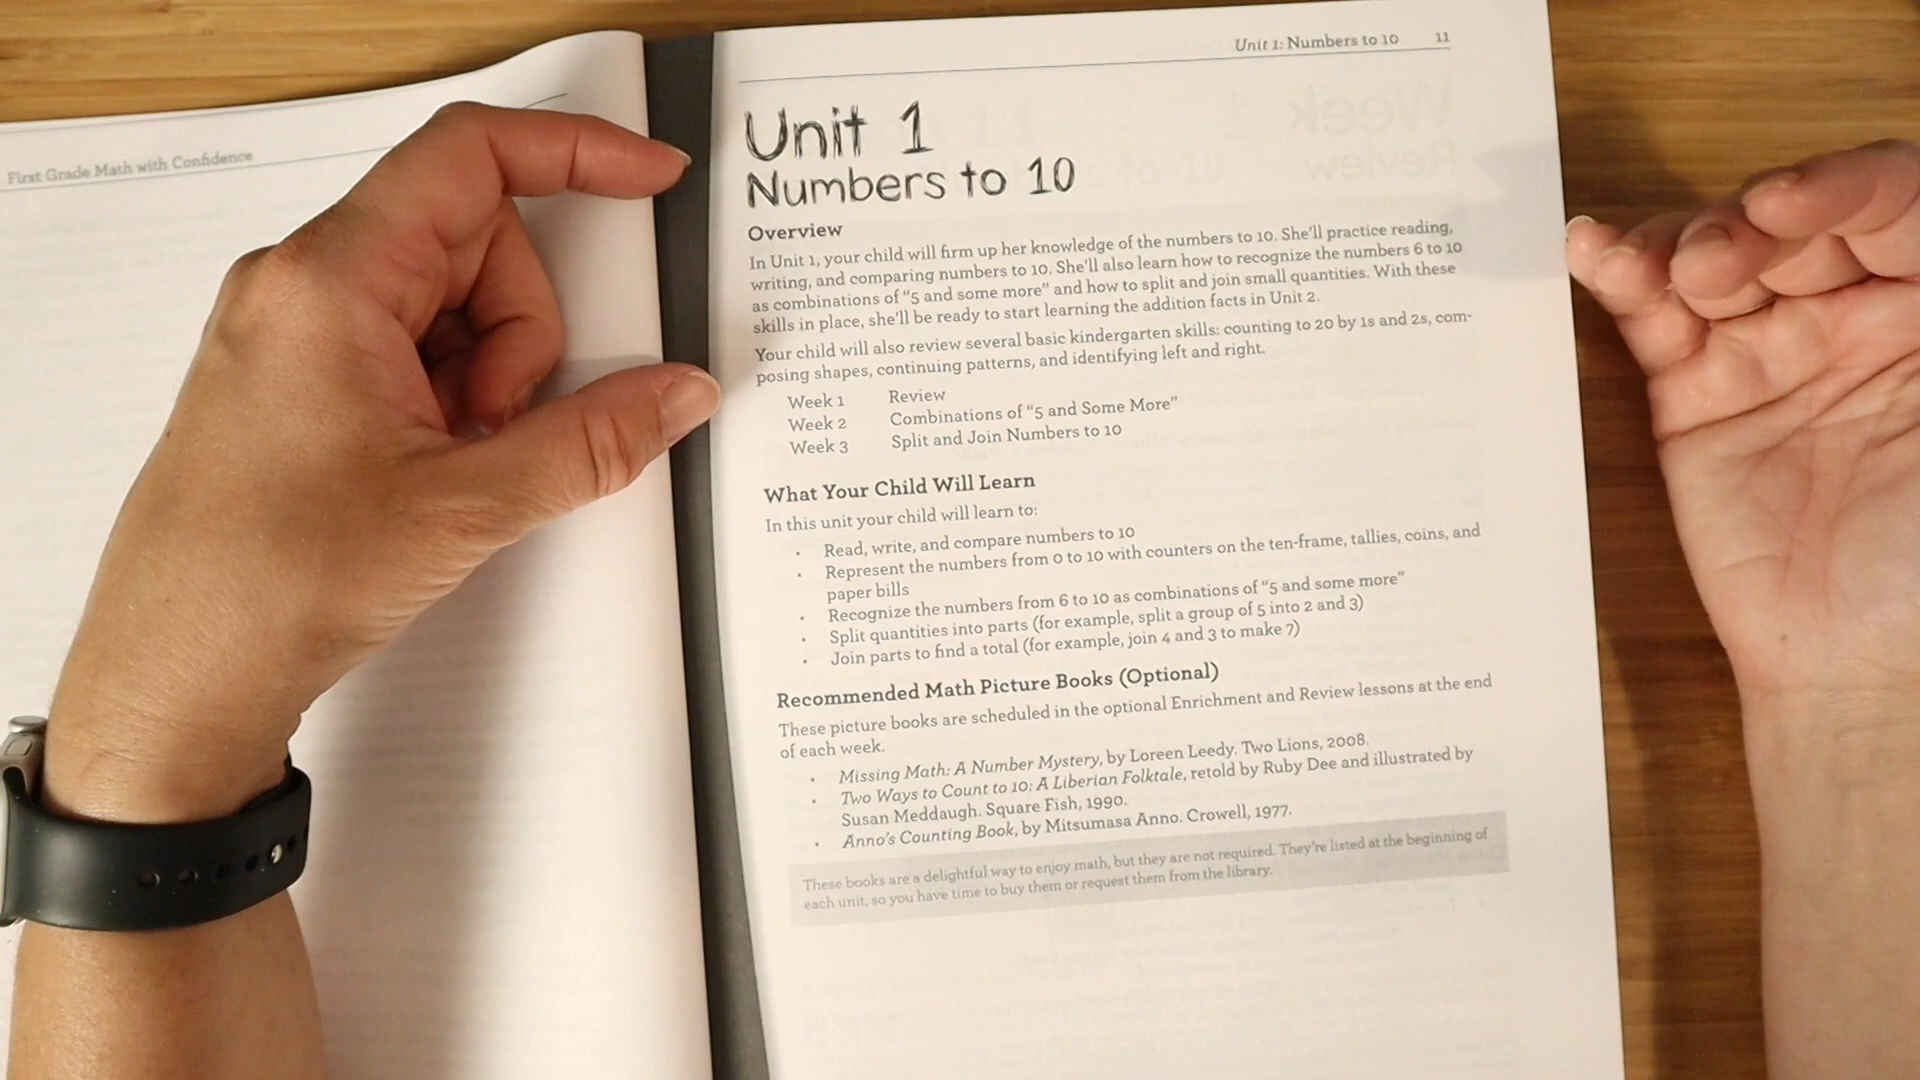 First Grade Math with Confidence
Unit 1: Numbers to 10 11
Unit 1
Numbers to 10
Overview
In Unit 1, your child will firm up her knowledge of the numbers to 10. She'll practice reading,
writing, and comparing numbers to 10. She'll also learn how to recognize the numbers 6 to 10
as combinations of "5 and some more" and how to split and join small quantities. With these
skills in place, she'll be ready to start learning the addition facts in Unit 2.
Your child will also review several basic kindergarten skills: counting to 20 by 1s and 2s, com-
posing shapes, continuing patterns, and identifying left and right.
Week 1 Review
Week 2 Combinations of "5 and Some More"
Week 3 Split and Join Numbers to 10
What Your Child Will Learn
In this unit your child will learn to:
· Read, write, and compare numbers to 10
· Represent the numbers from 0 to 10 with counters on the ten-frame, tallies, coins, and
paper bills
· Recognize the numbers from 6 to 10 as combinations of "5 and some more"
· Split quantities into parts (for example, split a group of 5 into 2 and 3)
· Join parts to find a total (for example, join 4 and 3 to make 7)
Recommended Math Picture Books (Optional)
These picture books are scheduled in the optional Enrichment and Review lessons at the end
of each week.
· Missing Math: A Number Mystery, by Loreen Leedy. Two Lions, 2008.
· Two Ways to Count to 10: A Liberian Folktale, retold by Ruby Dee and illustrated by
Susan Meddaugh. Square Fish, 1990.
· Anno's Counting Book, by Mitsumasa Anno. Crowell, 1977.
These books are a delightful way to enjoy math, but they are not required. They're listed at the beginning of
each unit, so you have time to buy them or request them from the library.